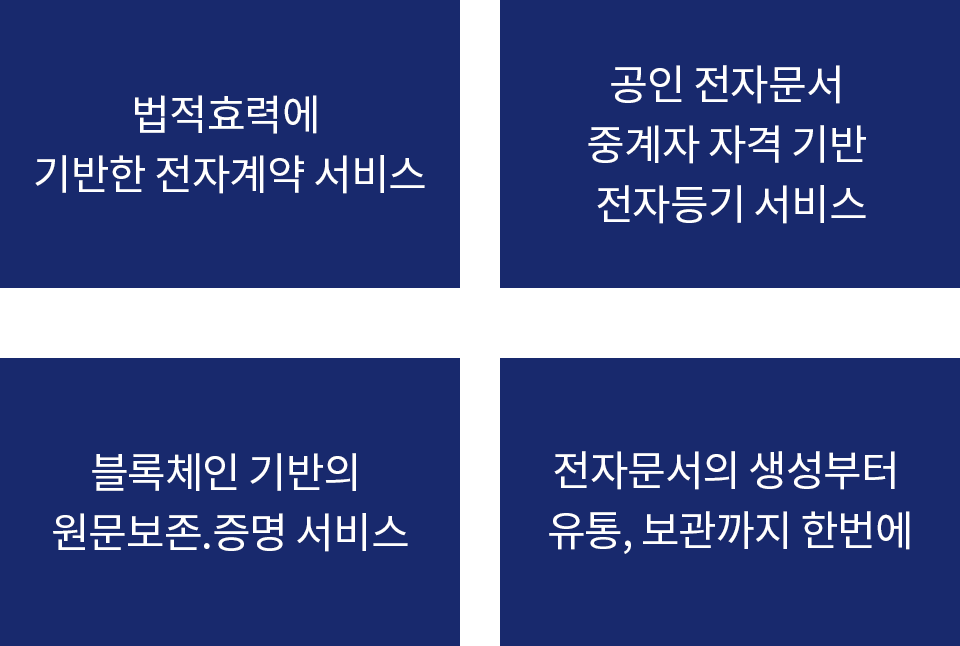 법적효력에
기반한 전자계약 서비스
공인 전자문서
중계자 자격 기반
전자등기 서비스
블록체인 기반의
원문보존.증명 서비스
전자문서의 생성부터
유통, 보관까지 한번에